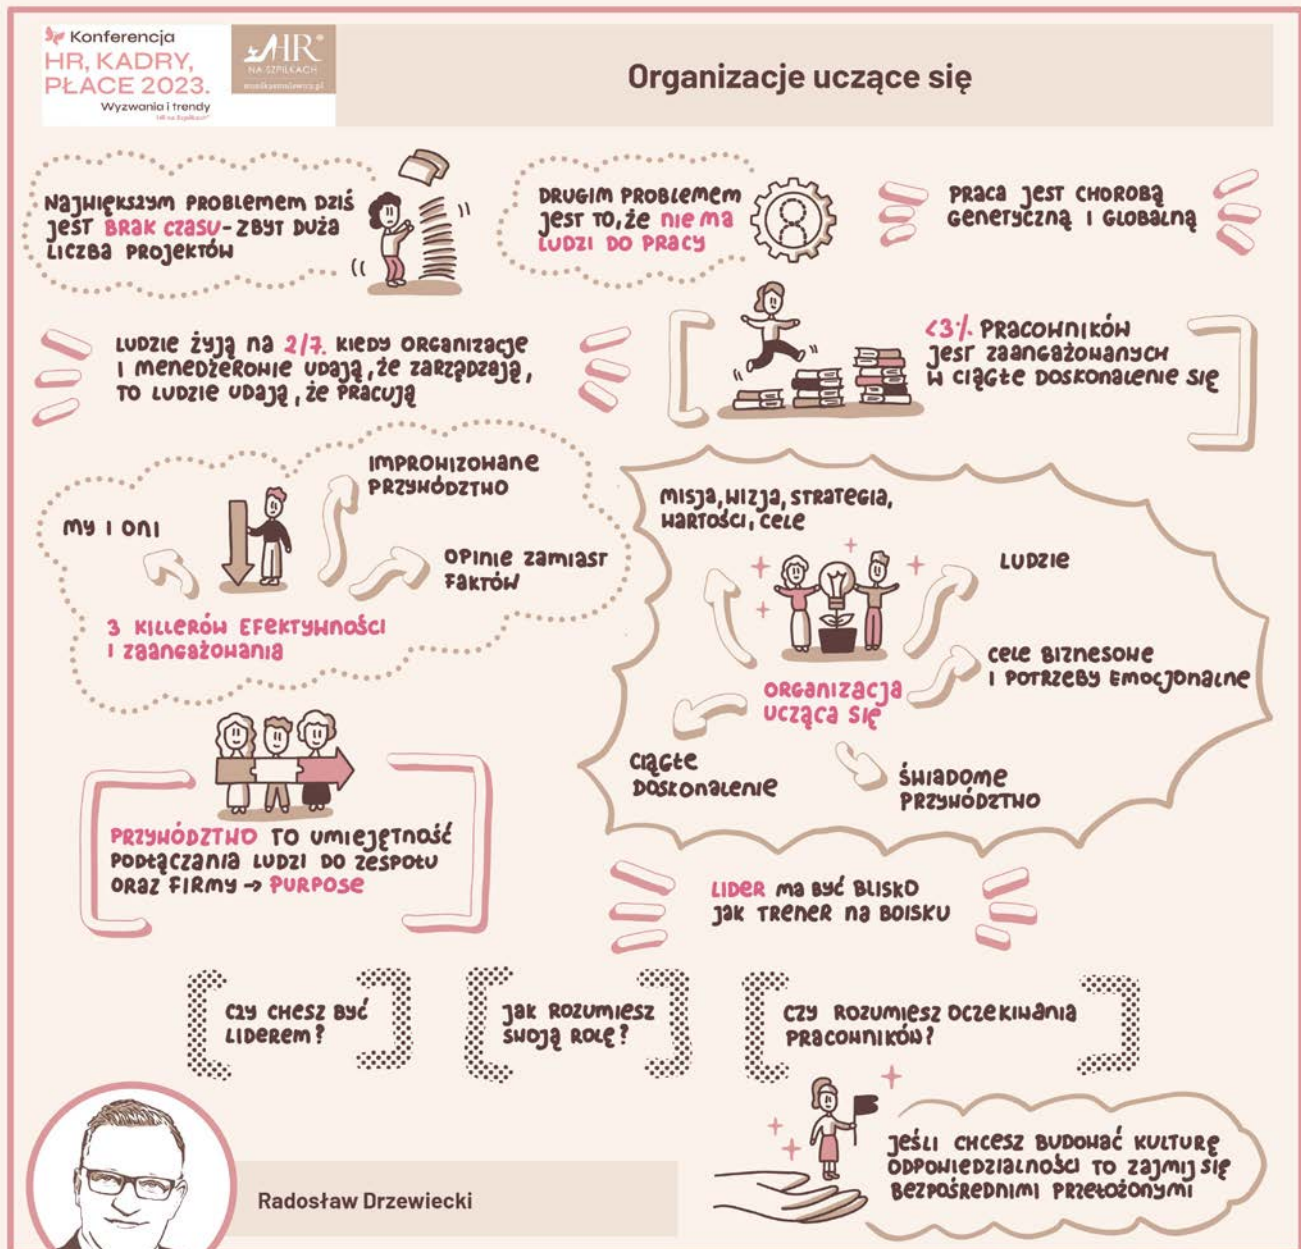 Konferencja
HR, KADRY,
PŁACE 2023.
Wyzwania i trendy
HR na Szpilkach
HR
NA SZPILKACH
Organizacje uczące się
NAJWIĘKSZYM PROBLEMEM DZIŚ
JEST BRAK CZASU - ZBYT DUŻA
LICZBA PROJEKTÓW
DRUGIM PROBLEMEM
JEST TO, ŻE NIE MA
LUDZI DO PRACY
PRACA JEST CHOROBĄ
GENETYCZNĄ I GLOBALNĄ
LUDZIE ŻYJĄ NA 2/7. KIEDY ORGANIZACJE
I MENEDŻEROWIE UDAJĄ, ŻE ZARZĄDZAJĄ,
TO LUDZIE UDAJĄ, ŻE PRACUJĄ
<3% PRACOWNIKÓW
JEST ZAANGAŻOWANYCH
W CIĄGŁE DOSKONALENIE SIĘ
IMPROWIZOWANE
PRZYWÓDZTWO
MY I ONI
OPINIE ZAMIAST
FAKTÓW
3 KILLERÓW EFEKTYWNOŚCI
I ZAANGAŻOWANIA
MISJA, WIZJA, STRATEGIA,
WARTOŚCI, CELE
LUDZIE
CELE BIZNESOWE
I POTRZEBY EMOCJONALNE
ORGANIZACJA
UCZĄCA SIĘ
CIĄGŁE
DOSKONALENIE
ŚWIADOME
PRZYWÓDZTWO
PRZYWÓDZTWO TO UMIEJĘTNOŚĆ
PODŁĄCZANIA LUDZI DO ZESPOŁU
ORAZ FIRMY → PURPOSE
LIDER MA BYĆ BLISKO
JAK TRENER NA BOISKU
CZY CHESZ BYĆ
LIDEREM?
JAK ROZUMIESZ
SWOJĄ ROLĘ?
CZY ROZUMIESZ OCZEKIWANIA
PRACOWNIKÓW?
JEŚLI CHCESZ BUDOWAĆ KULTURĘ
ODPOWIEDZIALNOŚCI TO ZAJMIJ SIĘ
BEZPOŚREDNIMI PRZEŁOŻONYMI
Radosław Drzewiecki